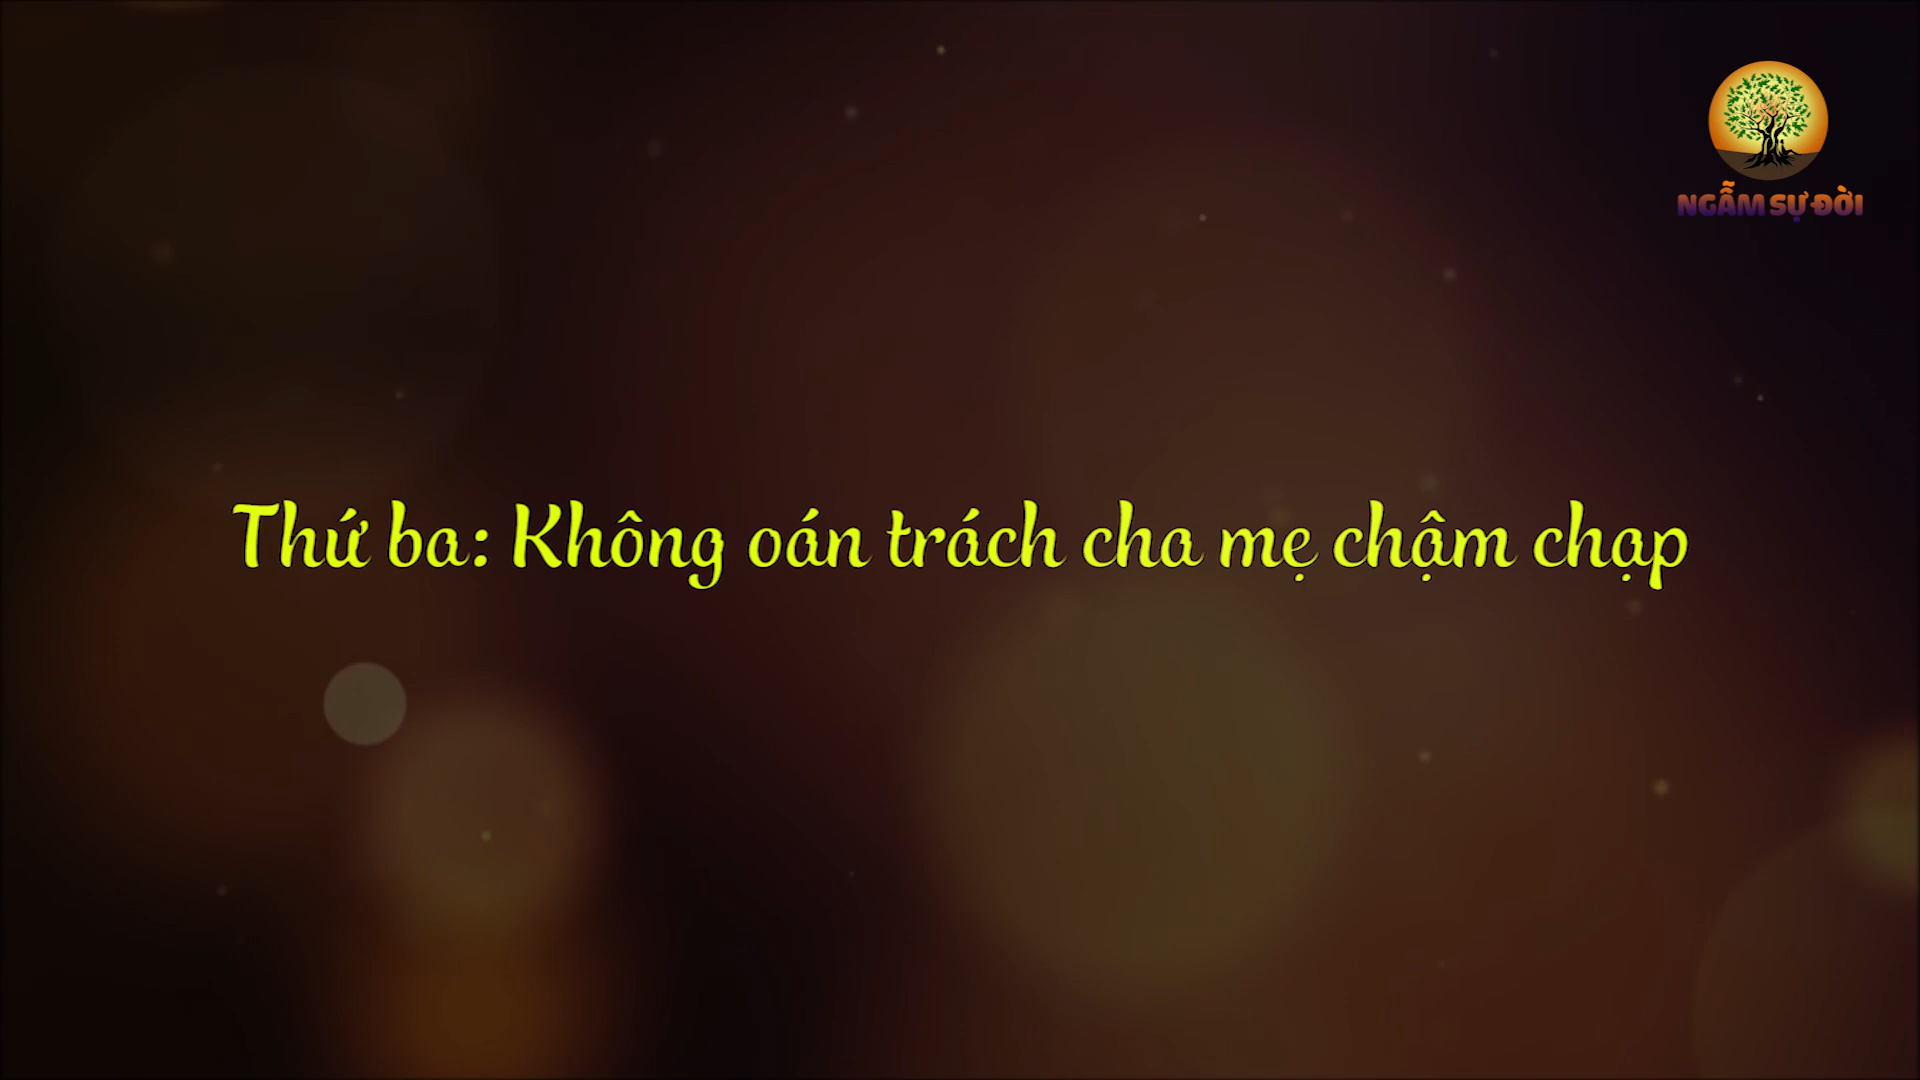 NGẪM SỰ ĐỜI
Thứ ba: Không oán trách cha mẹ chậm chạp